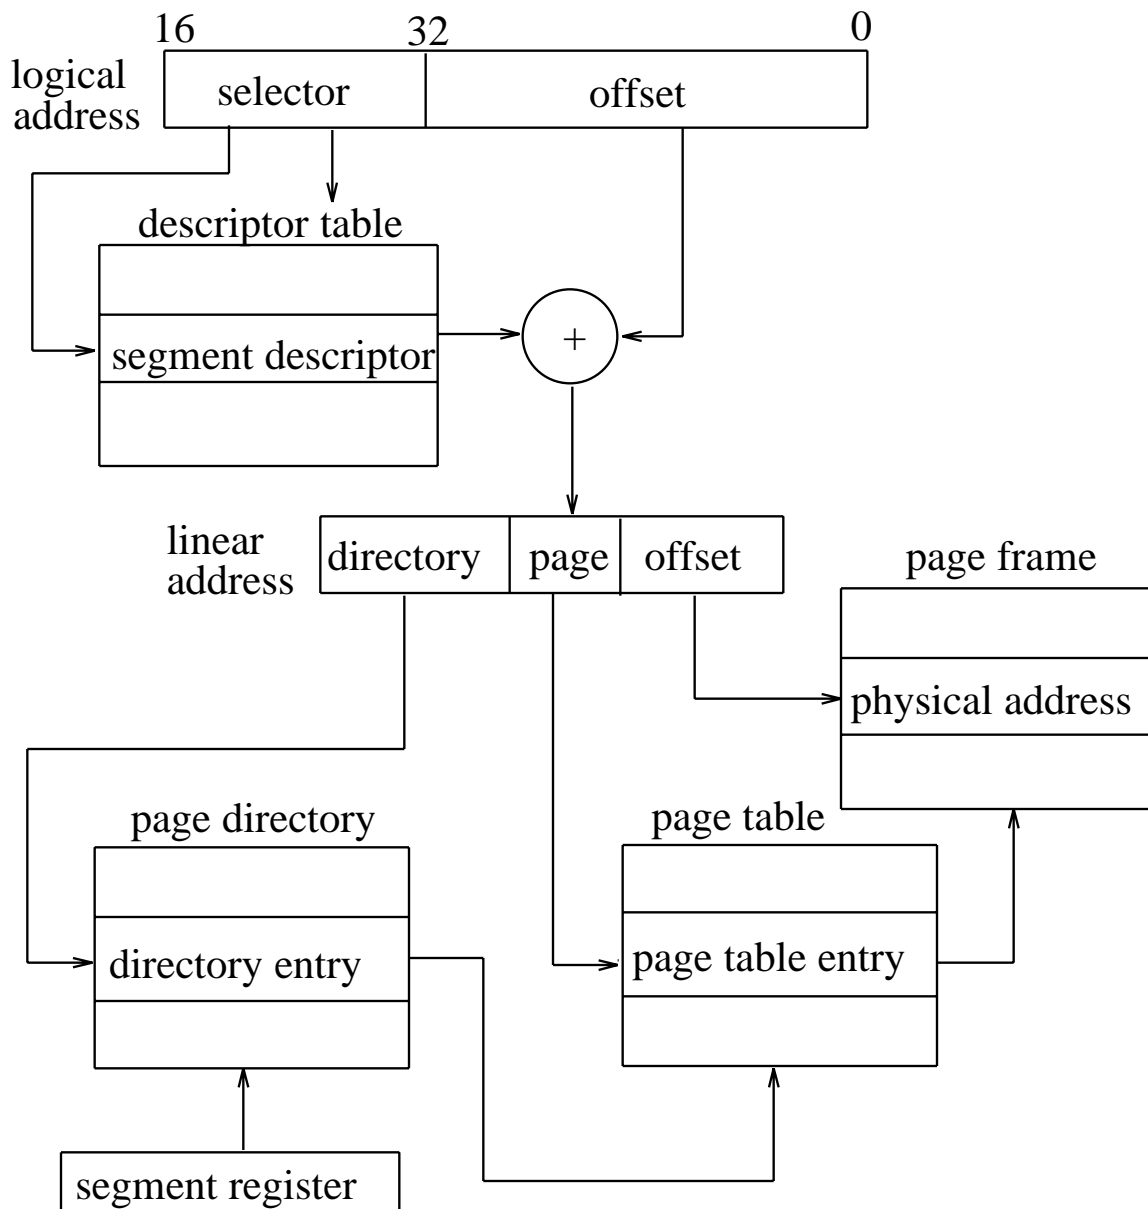 16 32 0
logical
address
selector offset
descriptor table
segment descriptor
+
linear
address
directory page offset
page frame
physical address
page directory
page table
directory entry
page table entry
segment register